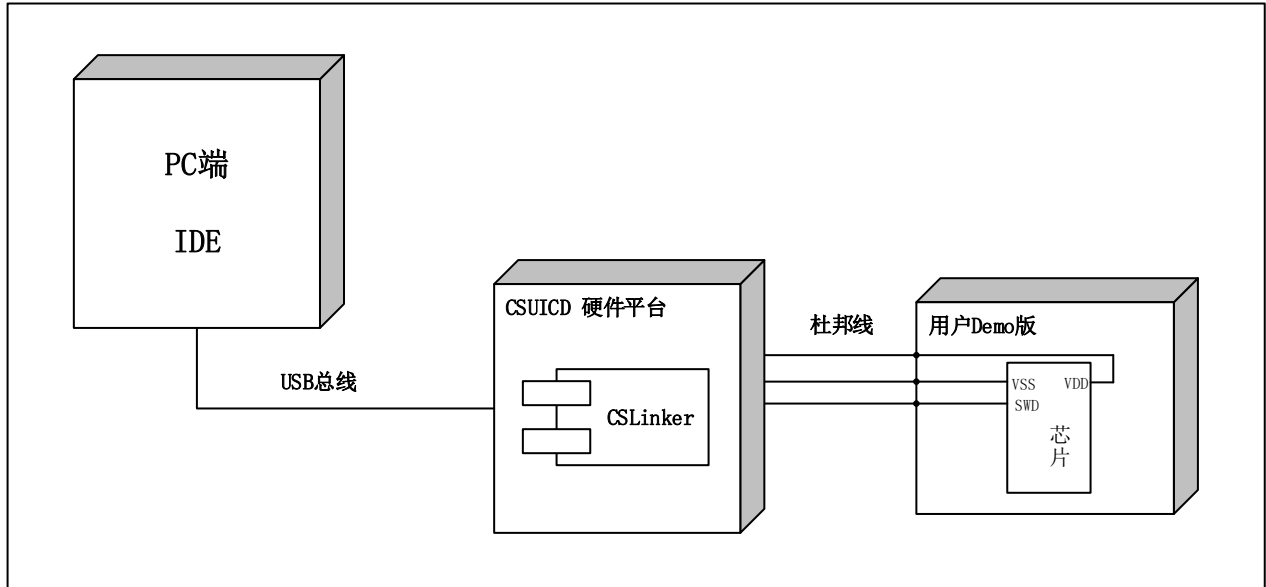 PC端
IDE
USB总线
CSUICD 硬件平台
CSLinker
杜邦线
用户Demo版
VSS VDD
SWD
芯
片